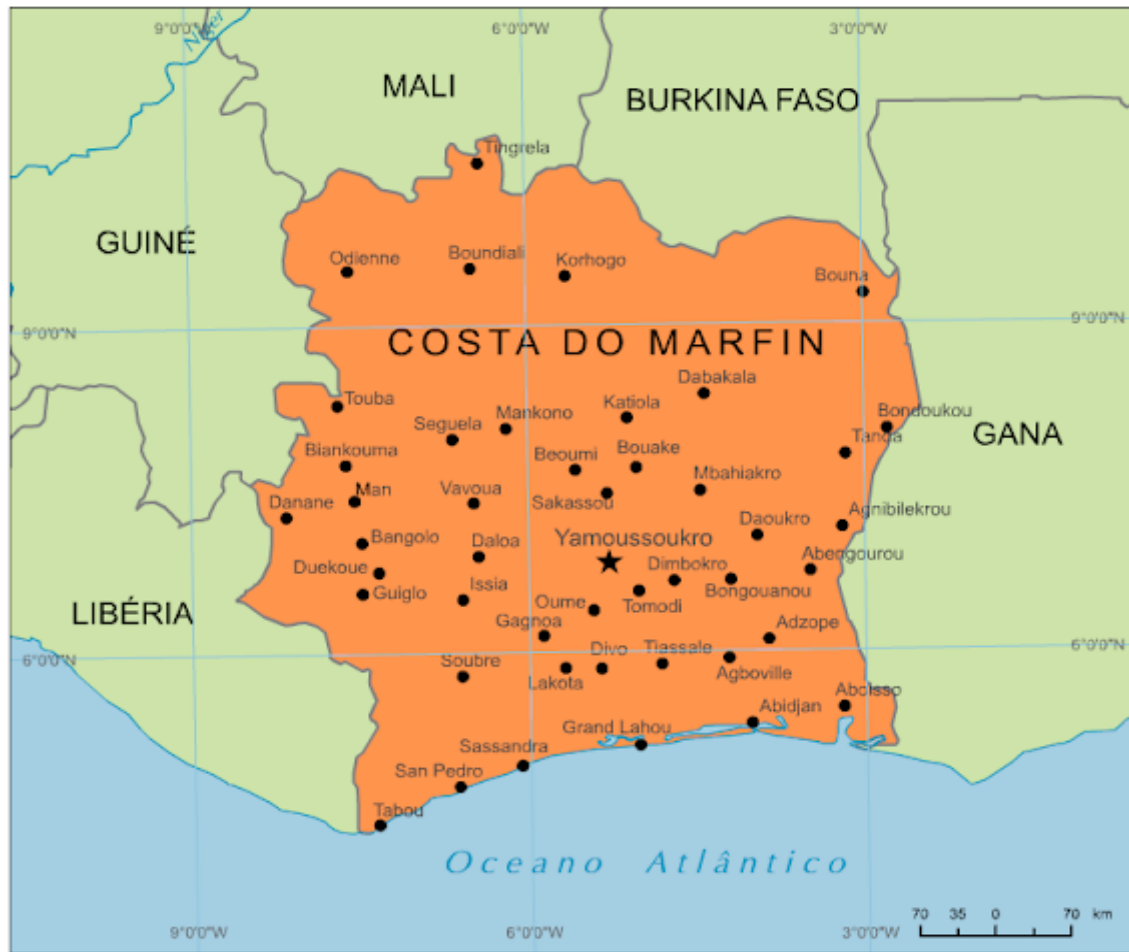 9°0'0"W
6°0'0"W
3°0'0"W
Niger
MALI
BURKINA FASO
Tingrela
GUINÉ
Odienne
Boundiali
Korhogo
Bouna
9°0'0"N
9°0'0"N
COSTA DO MARFIN
Dabakala
Touba
Mankono
Katiola
Bondoukou
Seguela
GANA
Tanda
Biankouma
Beoumi
Bouake
Mbahiakro
Man
Vavoua
Sakassou
Danane
Agnibilekrou
Daoukro
Bangolo
Daloa
Yamoussoukro
Abengourou
Duekoue
Dimbokro
Guiglo
Issia
Bongouanou
Oume
Tomodi
LIBÉRIA
Gagnoa
Adzope
6°0'0"N
6°0'0"N
Soubre
Divo
Tiassale
Lakota
Agboville
Aboisso
Abidjan
Grand Lahou
Sassandra
San Pedro
Tabou
Oceano Atlântico
70 35 0 70 km
9°0'0"W
6°0'0"W
3°0'0"W